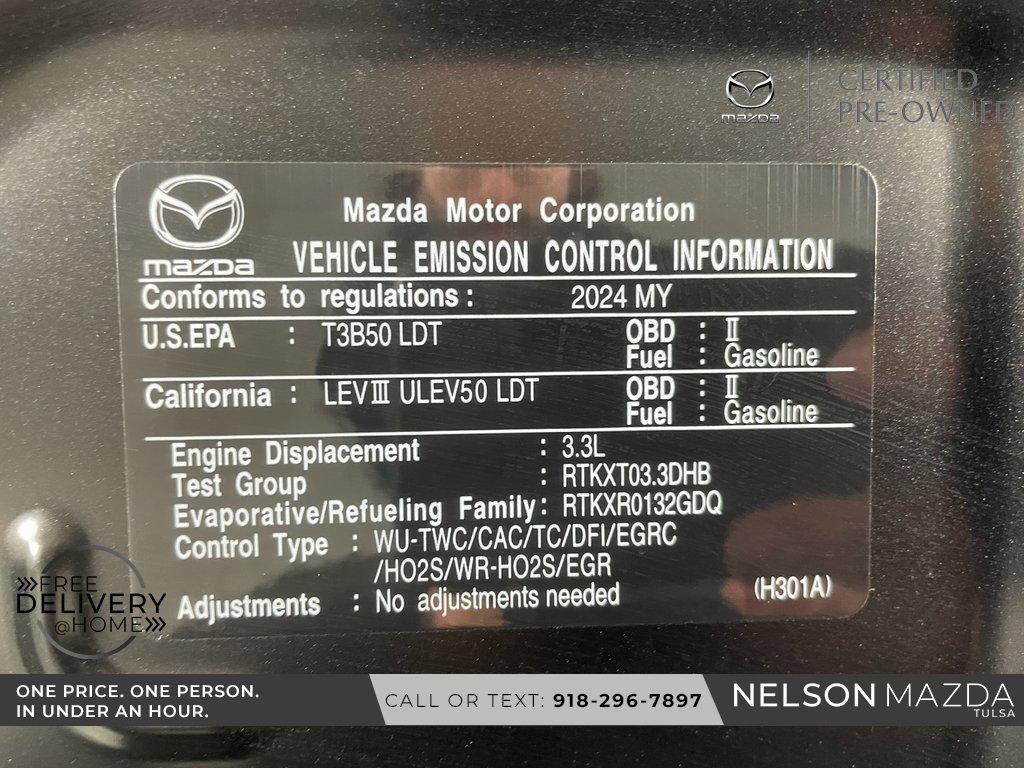 mazda
CERTIFIED
PRE-OWNED
Mazda Motor Corporation
mazda VEHICLE EMISSION CONTROL INFORMATION
Conforms to regulations : 2024 MY
U.S.EPA : T3B50 LDT OBD : II
Fuel : Gasoline
California : LEVIII ULEV50 LDT OBD : II
Fuel : Gasoline
Engine Displacement : 3.3L
Test Group : RTKXT03.3DHB
Evaporative/Refueling Family : RTKXR0132GDQ
Control Type : WU-TWC/CAC/TC/DFI/EGRC
/HO2S/WR-HO2S/EGR
Adjustments : No adjustments needed (H301A)
FREE
DELIVERY
@HOME
ONE PRICE. ONE PERSON.
IN UNDER AN HOUR.
CALL OR TEXT: 918-296-7897
NELSON MAZDA
TULSA